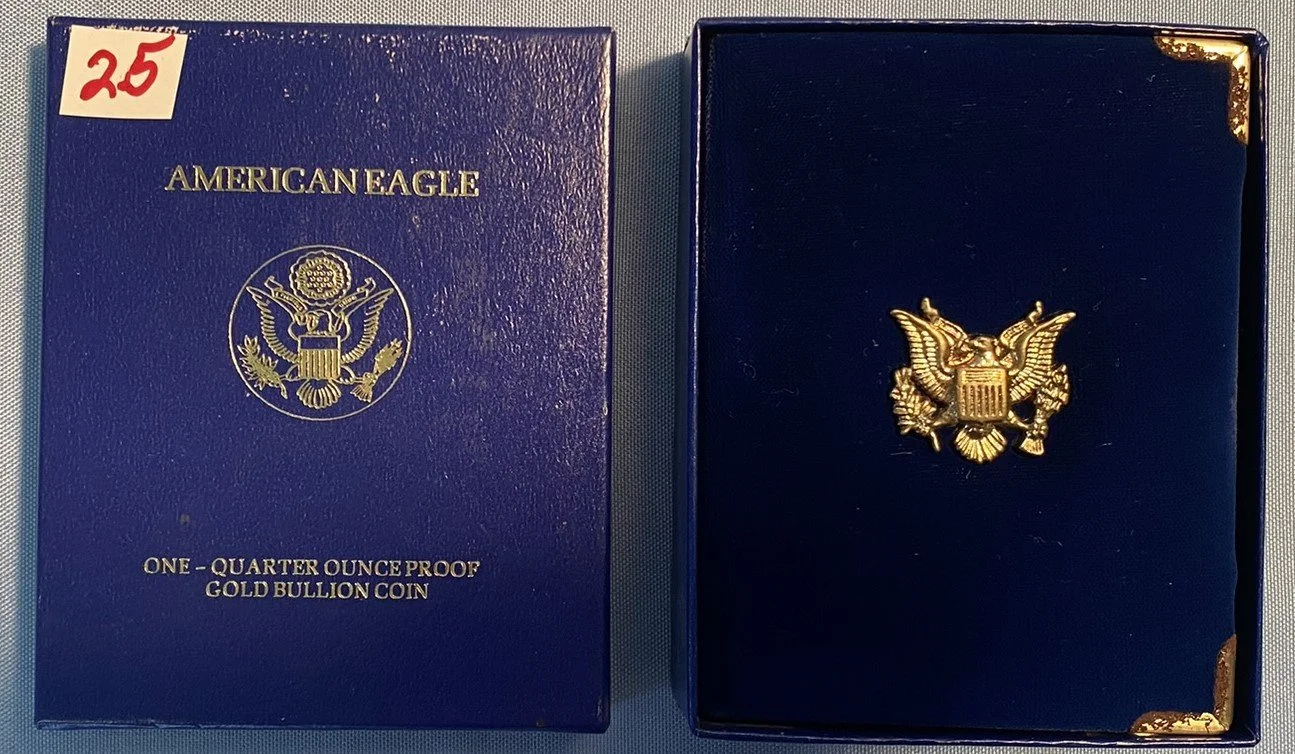 25
AMERICAN EAGLE
ONE - QUARTER OUNCE PROOF
GOLD BULLION COIN